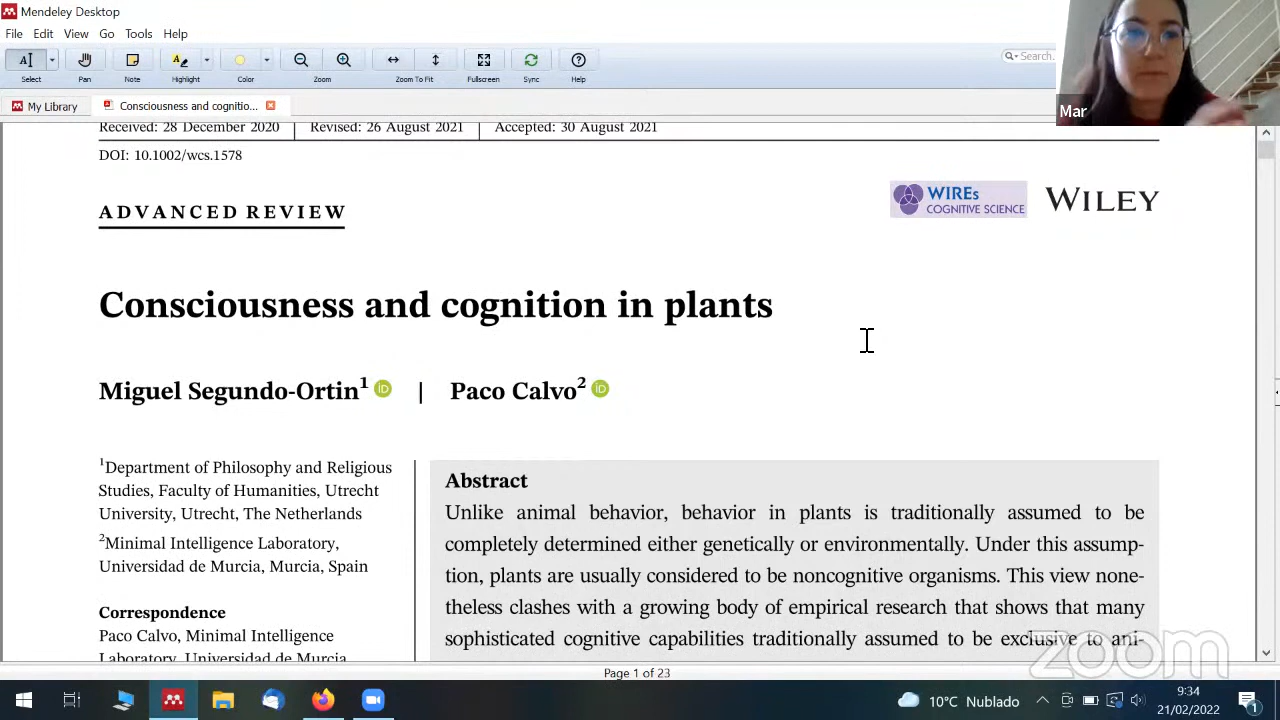 Mendeley Desktop
File Edit View Go Tools Help
Search...
Select Pan Note Highlight Color Zoom Zoom To Fit Fullscreen Sync Help
My Library Consciousness and cognitio...
Mar
Received: 28 December 2020 Revised: 26 August 2021 Accepted: 30 August 2021
DOI: 10.1002/wcs.1578
WIREs
COGNITIVE SCIENCE
WILEY
ADVANCED REVIEW
Consciousness and cognition in plants
Miguel Segundo-Ortin1 iD | Paco Calvo2 iD
1Department of Philosophy and Religious
Studies, Faculty of Humanities, Utrecht
University, Utrecht, The Netherlands
2Minimal Intelligence Laboratory,
Universidad de Murcia, Murcia, Spain
Correspondence
Paco Calvo, Minimal Intelligence
Laboratory, Universidad de Murcia
Abstract
Unlike animal behavior, behavior in plants is traditionally assumed to be
completely determined either genetically or environmentally. Under this assump-
tion, plants are usually considered to be noncognitive organisms. This view none-
theless clashes with a growing body of empirical research that shows that many
sophisticated cognitive capabilities traditionally assumed to be exclusive to ani-
zoom
Page 1 of 23
10°C Nublado
9:34
21/02/2022
1